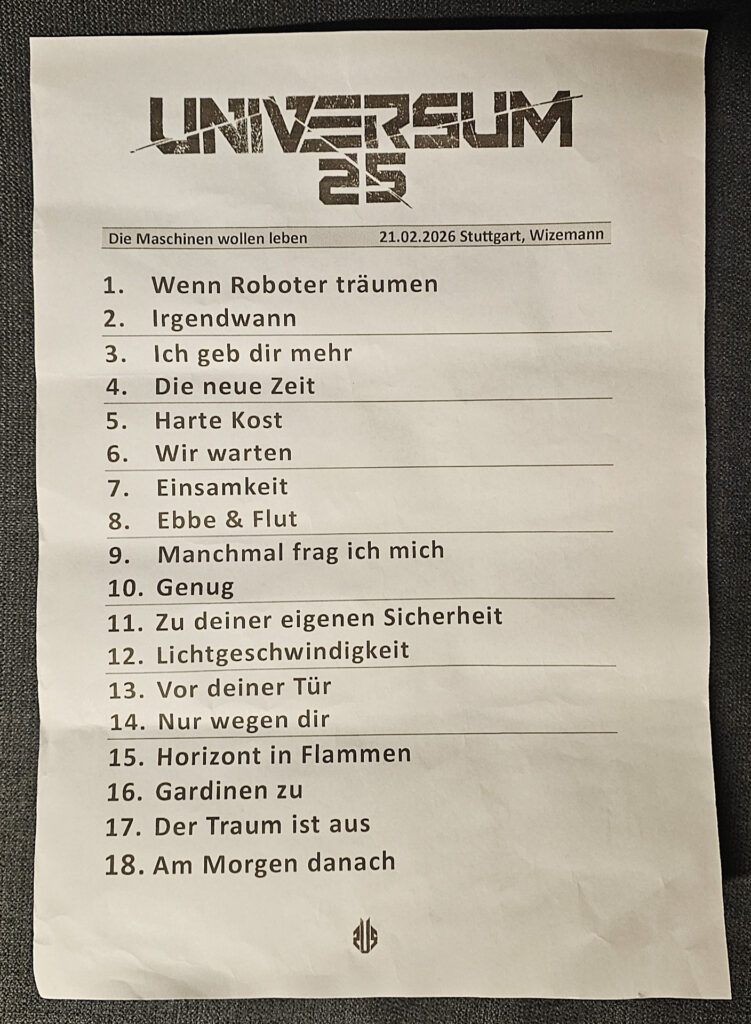 UNIVERSUM
25
Die Maschinen wollen leben 21.02.2026 Stuttgart, Wizemann
1. Wenn Roboter träumen
2. Irgendwann
3. Ich geb dir mehr
4. Die neue Zeit
5. Harte Kost
6. Wir warten
7. Einsamkeit
8. Ebbe & Flut
9. Manchmal frag ich mich
10. Genug
11. Zu deiner eigenen Sicherheit
12. Lichtgeschwindigkeit
13. Vor deiner Tür
14. Nur wegen dir
15. Horizont in Flammen
16. Gardinen zu
17. Der Traum ist aus
18. Am Morgen danach